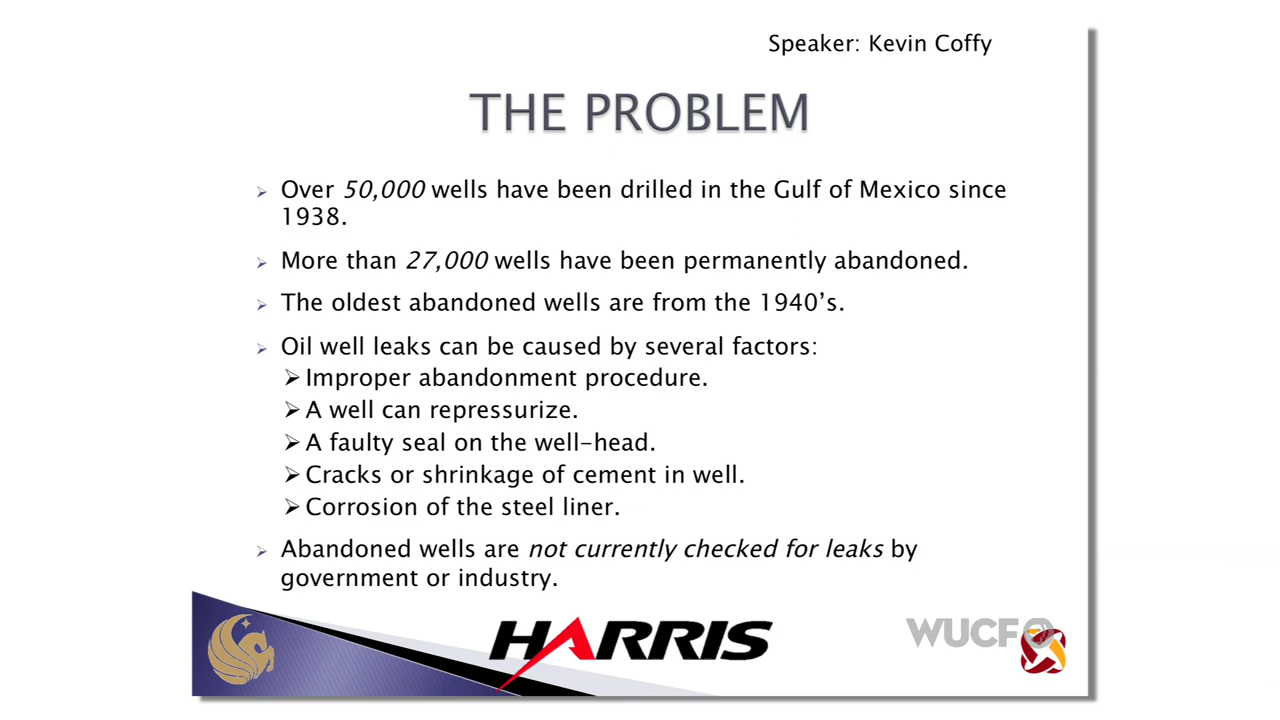 Speaker: Kevin Coffy
THE PROBLEM
Over 50,000 wells have been drilled in the Gulf of Mexico since
1938.
More than 27,000 wells have been permanently abandoned.
The oldest abandoned wells are from the 1940’s.
Oil well leaks can be caused by several factors:
Improper abandonment procedure.
A well can repressurize.
A faulty seal on the well-head.
Cracks or shrinkage of cement in well.
Corrosion of the steel liner.
Abandoned wells are not currently checked for leaks by
government or industry.
HARRIS
WUCF